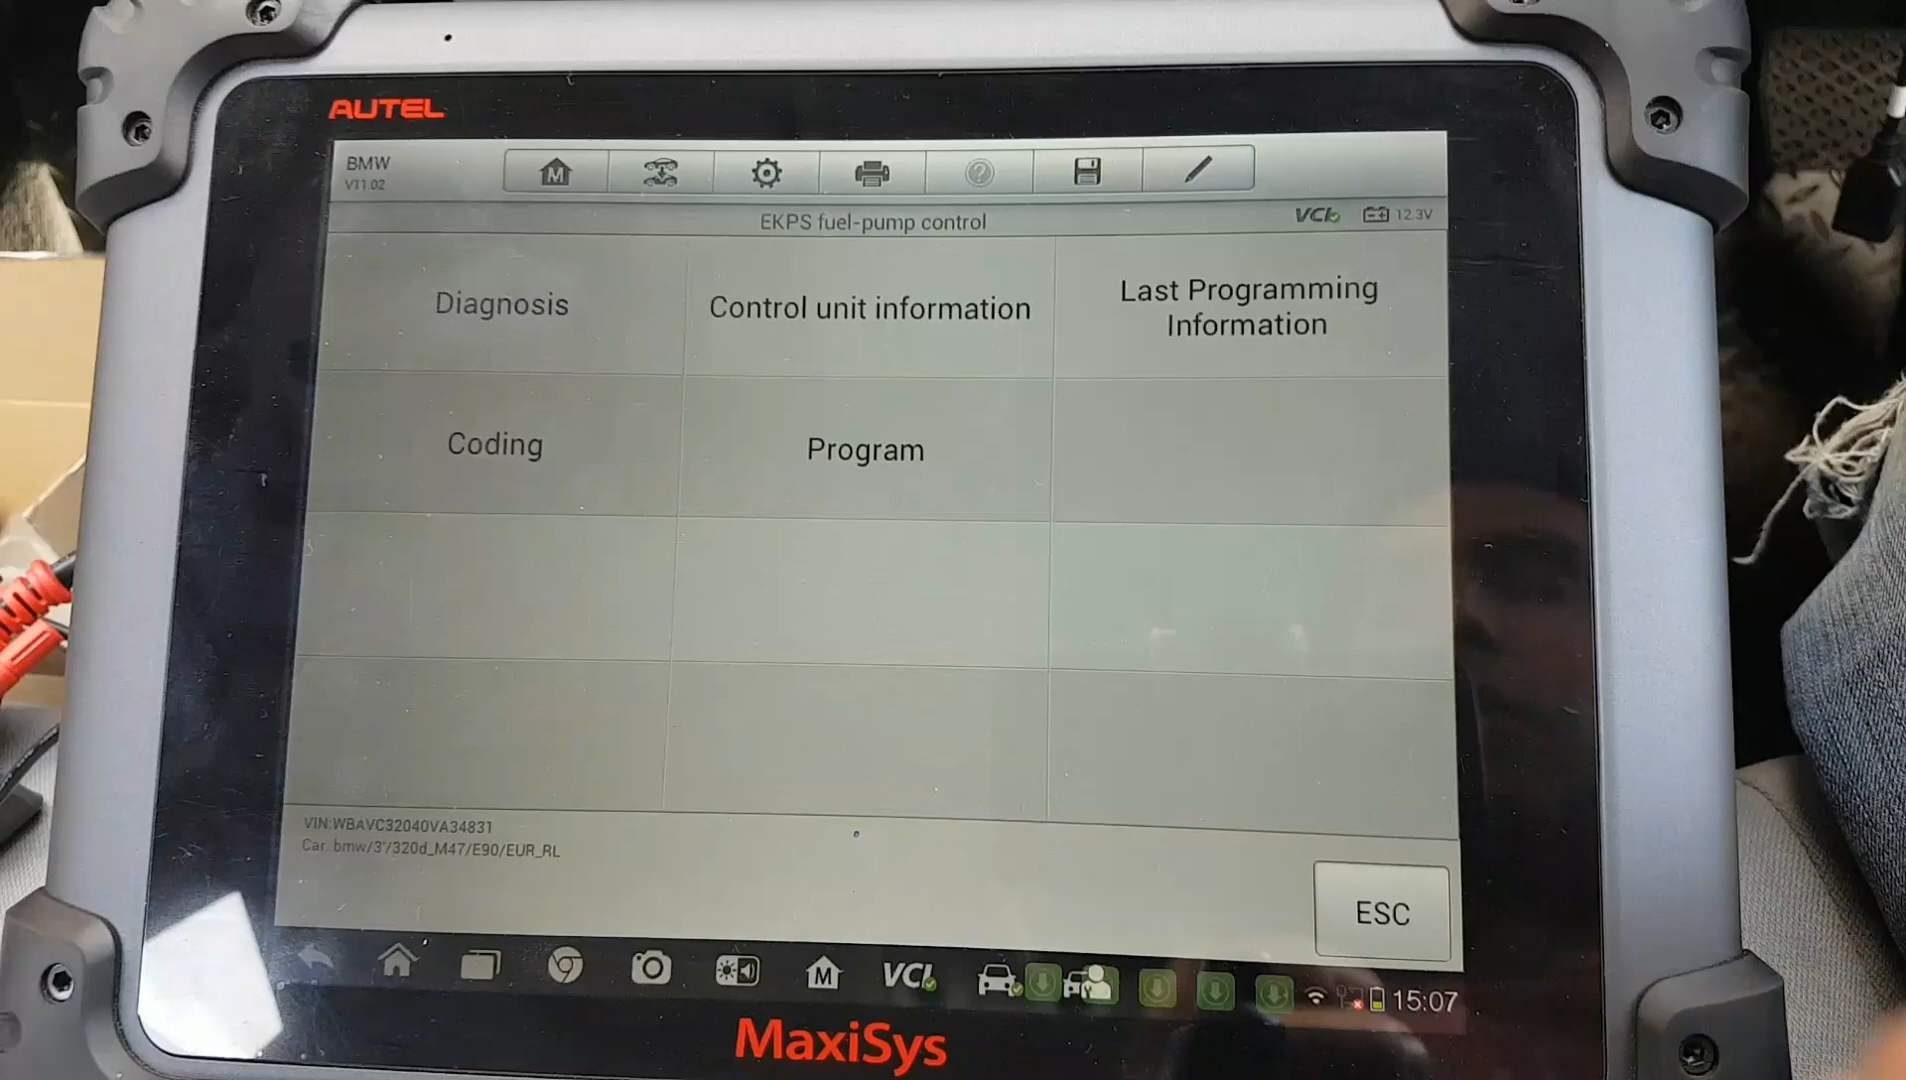 AUTEL
BMW
V11.02
M
EKPS fuel-pump control
VCI
12.3V
Diagnosis
Control unit information
Last Programming
Information
Coding
Program
VIN:WBAVC32040VA34831
Car: bmw/3'/320d_M47/E90/EUR_RL
ESC
M
VCI
15:07
MaxiSys